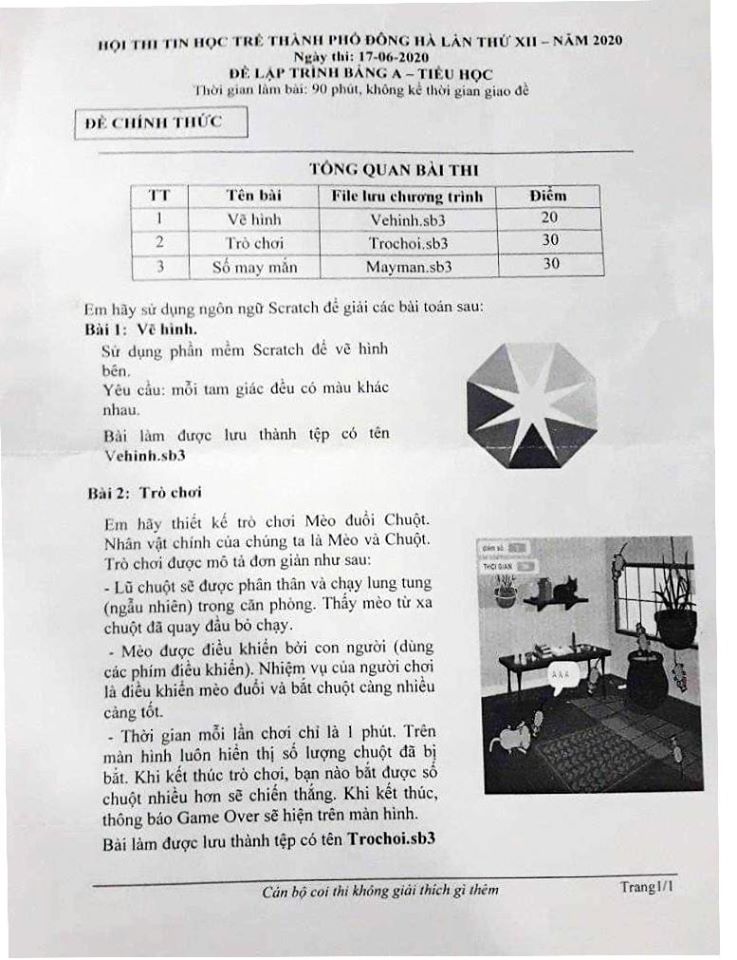 HỘI THI TIN HỌC TRẺ THÀNH PHỐ ĐÔNG HÀ LẦN THỨ XII – NĂM 2020
Ngày thi: 17-06-2020
ĐỀ LẬP TRÌNH BẢNG A – TIỂU HỌC
Thời gian làm bài: 90 phút, không kể thời gian giao đề
ĐỀ CHÍNH THỨC
TỔNG QUAN BÀI THI
TT Tên bài File lưu chương trình Điểm
1 Vẽ hình Vehinh.sb3 20
2 Trò chơi Trochoi.sb3 30
3 Số may mắn Mayman.sb3 30
Em hãy sử dụng ngôn ngữ Scratch để giải các bài toán sau:
Bài 1: Vẽ hình.
Sử dụng phần mềm Scratch để vẽ hình
bên.
Yêu cầu: mỗi tam giác đều có màu khác
nhau.
Bài làm được lưu thành tệp có tên
Vehinh.sb3
Bài 2: Trò chơi
Em hãy thiết kế trò chơi Mèo đuổi Chuột.
Nhân vật chính của chúng ta là Mèo và Chuột.
Trò chơi được mô tả đơn giản như sau:
- Lũ chuột sẽ được phân thân và chạy lung tung
(ngẫu nhiên) trong căn phòng. Thấy mèo từ xa
chuột đã quay đầu bỏ chạy.
- Mèo được điều khiển bởi con người (dùng
các phím điều khiển). Nhiệm vụ của người chơi
là điều khiển mèo đuổi và bắt chuột càng nhiều
càng tốt.
- Thời gian mỗi lần chơi chỉ là 1 phút. Trên
màn hình luôn hiển thị số lượng chuột đã bị
bắt. Khi kết thúc trò chơi, bạn nào bắt được số
chuột nhiều hơn sẽ chiến thắng. Khi kết thúc,
thông báo Game Over sẽ hiện trên màn hình.
Bài làm được lưu thành tệp có tên Trochoi.sb3
ĐIỂM SỐ
THỜI GIAN
A A A
Cán bộ coi thi không giải thích gì thêm
Trang1/1